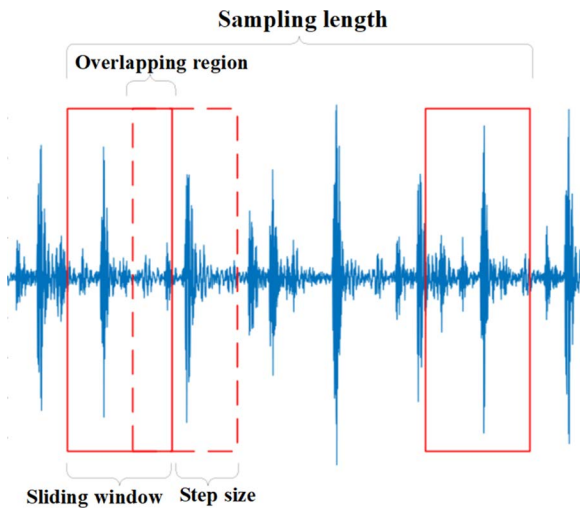 Sampling length
Overlapping region
Sliding window
Step size